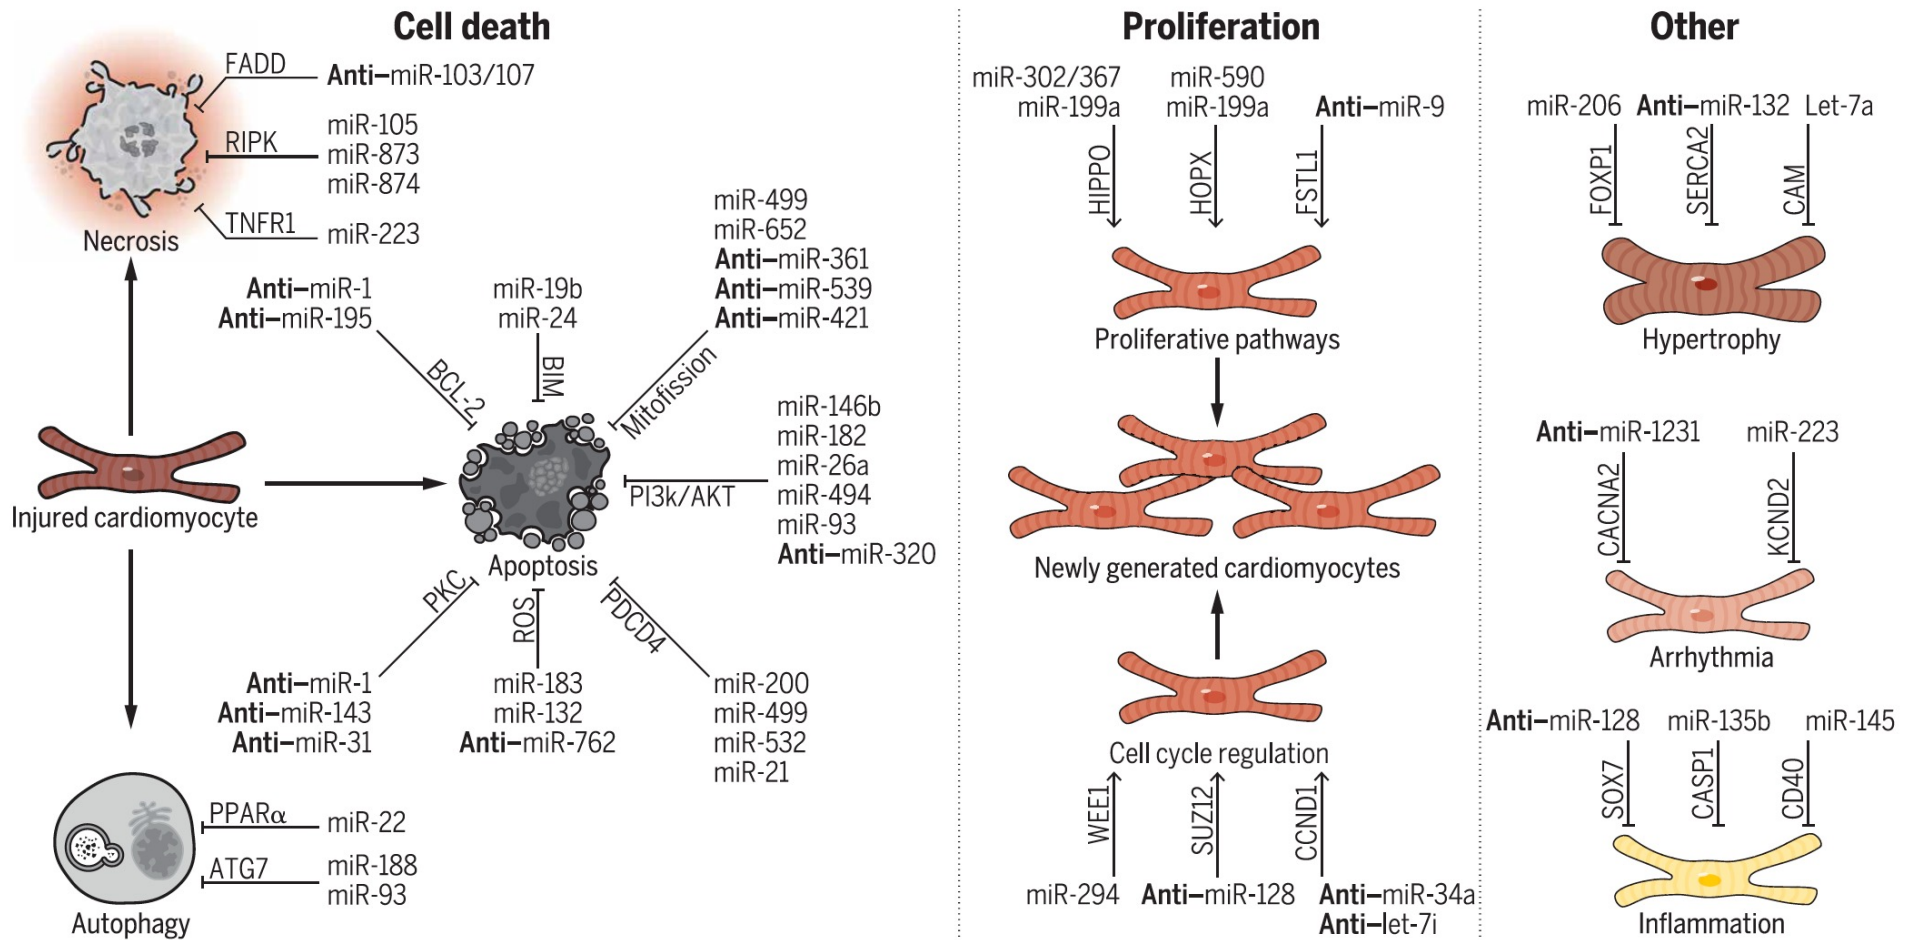 Cell death
FADD
Anti–miR-103/107
RIPK
miR-105
miR-873
miR-874
TNFR1
miR-223
Necrosis
Anti–miR-1
Anti–miR-195
BCL-2
miR-19b
miR-24
BIM
miR-499
miR-652
Anti–miR-361
Anti–miR-539
Anti–miR-421
Mitofission
miR-146b
miR-182
miR-26a
miR-494
miR-93
Anti–miR-320
PI3k/AKT
Injured cardiomyocyte
Apoptosis
PKC
Anti–miR-1
Anti–miR-143
Anti–miR-31
ROS
miR-183
miR-132
Anti–miR-762
PDCD4
miR-200
miR-499
miR-532
miR-21
PPARα
miR-22
ATG7
miR-188
miR-93
Autophagy
Proliferation
miR-302/367
miR-199a
HIPPO
miR-590
miR-199a
HOPX
Anti–miR-9
FSTL1
Proliferative pathways
Newly generated cardiomyocytes
Cell cycle regulation
WEE1
miR-294
SUZ12
Anti–miR-128
CCND1
Anti–miR-34a
Anti–let-7i
Other
miR-206
FOXP1
Anti–miR-132
SERCA2
Let-7a
CAM
Hypertrophy
Anti–miR-1231
CACNA2
miR-223
KCND2
Arrhythmia
Anti–miR-128
SOX7
miR-135b
CASP1
miR-145
CD40
Inflammation